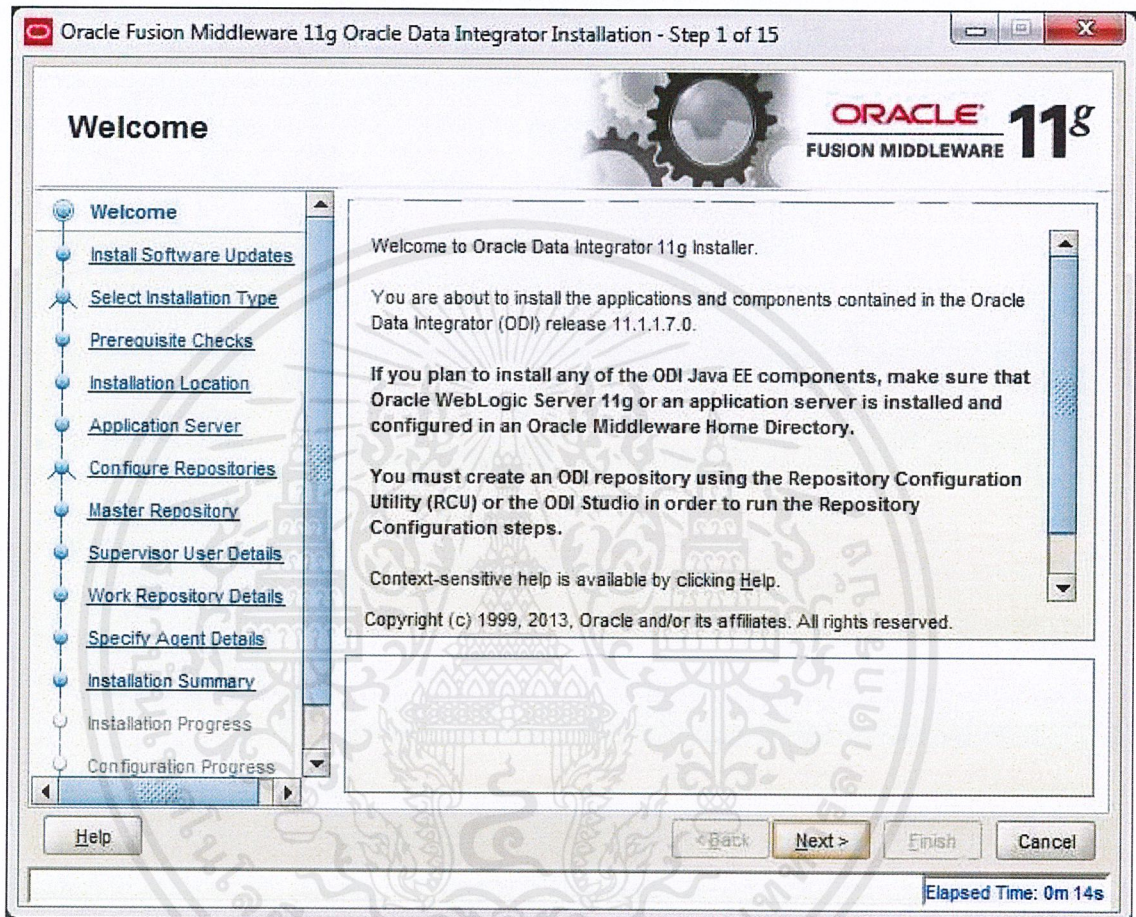 Oracle Fusion Middleware 11g Oracle Data Integrator Installation - Step 1 of 15
Welcome
ORACLE
FUSION MIDDLEWARE
11g
Welcome
Install Software Updates
Select Installation Type
Prerequisite Checks
Installation Location
Application Server
Configure Repositories
Master Repository
Supervisor User Details
Work Repository Details
Specify Agent Details
Installation Summary
Installation Progress
Configuration Progress
Welcome to Oracle Data Integrator 11g Installer.
You are about to install the applications and components contained in the Oracle
Data Integrator (ODI) release 11.1.1.7.0.
If you plan to install any of the ODI Java EE components, make sure that
Oracle WebLogic Server 11g or an application server is installed and
configured in an Oracle Middleware Home Directory.
You must create an ODI repository using the Repository Configuration
Utility (RCU) or the ODI Studio in order to run the Repository
Configuration steps.
Context-sensitive help is available by clicking Help.
Copyright (c) 1999, 2013, Oracle and/or its affiliates. All rights reserved.
Help
< Back
Next >
Finish
Cancel
Elapsed Time: 0m 14s